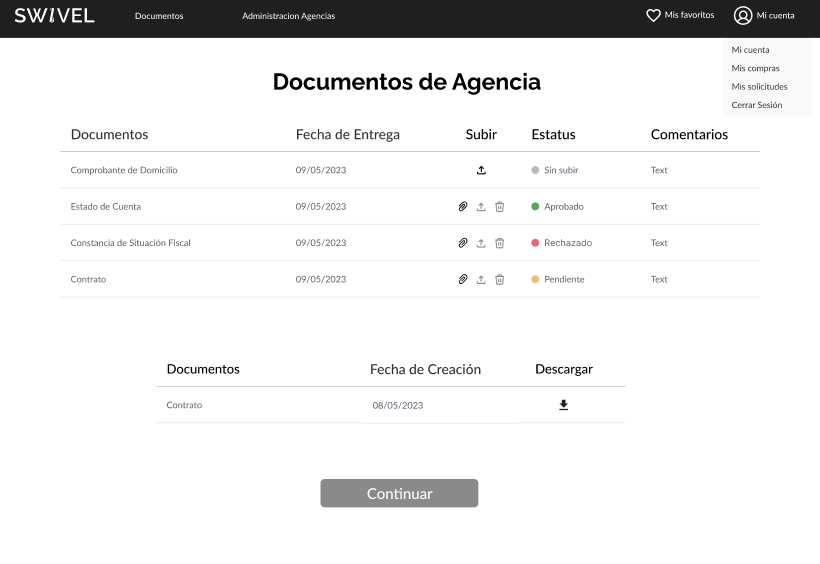 SWIVEL Documentos Administracion Agencias Mis favoritos Mi cuenta
Mi cuenta
Mis compras
Mis solicitudes
Cerrar Sesión
Documentos de Agencia
Documentos Fecha de Entrega Subir Estatus Comentarios
Comprobante de Domicilio 09/05/2023 Sin subir Text
Estado de Cuenta 09/05/2023 Aprobado Text
Constancia de Situación Fiscal 09/05/2023 Rechazado Text
Contrato 09/05/2023 Pendiente Text
Documentos Fecha de Creación Descargar
Contrato 08/05/2023
Continuar